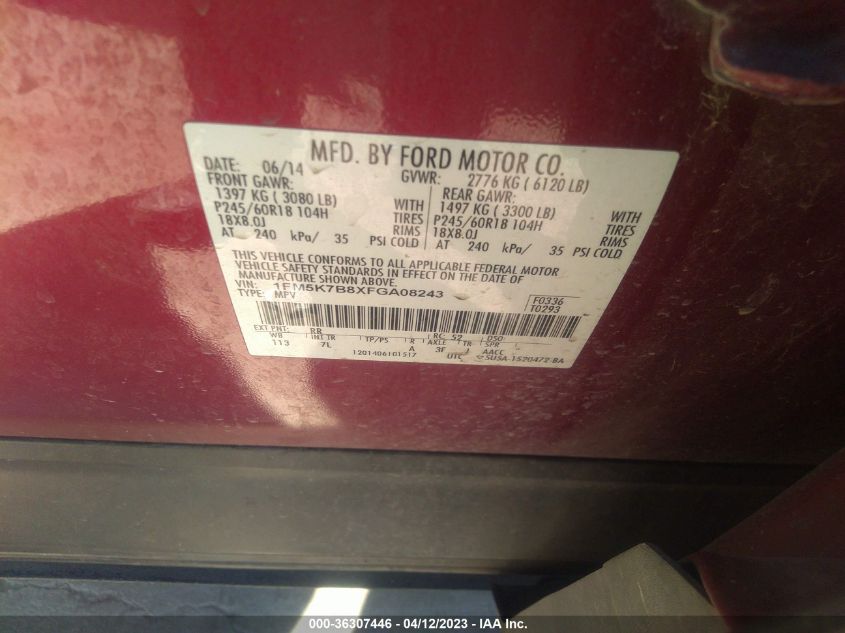 MFD. BY FORD MOTOR CO.
DATE: 06/14 GVWR: 2776 KG ( 6120 LB)
FRONT GAWR: REAR GAWR:
1397 KG ( 3080 LB) WITH 1497 KG ( 3300 LB) WITH
P245/60R18 104H TIRES P245/60R18 104H TIRES
18X8.0J RIMS 18X8.0J RIMS
AT 240 kPa/ 35 PSI COLD AT 240 kPa/ 35 PSI COLD
THIS VEHICLE CONFORMS TO ALL APPLICABLE FEDERAL MOTOR
VEHICLE SAFETY STANDARDS IN EFFECT ON THE DATE OF
MANUFACTURE SHOWN ABOVE.
VIN: 1FM5K7B8XFGA08243
TYPE: MPV
F0336
T0293
EXT PNT: RR RC: 52 DSO:
WB INT TR TP/PS R AXLE TR SPR
113 7L A 3F J AACC
1201406101517 UTC SUSA-1520472-BA
000-36307446 - 04/12/2023 - IAA Inc.